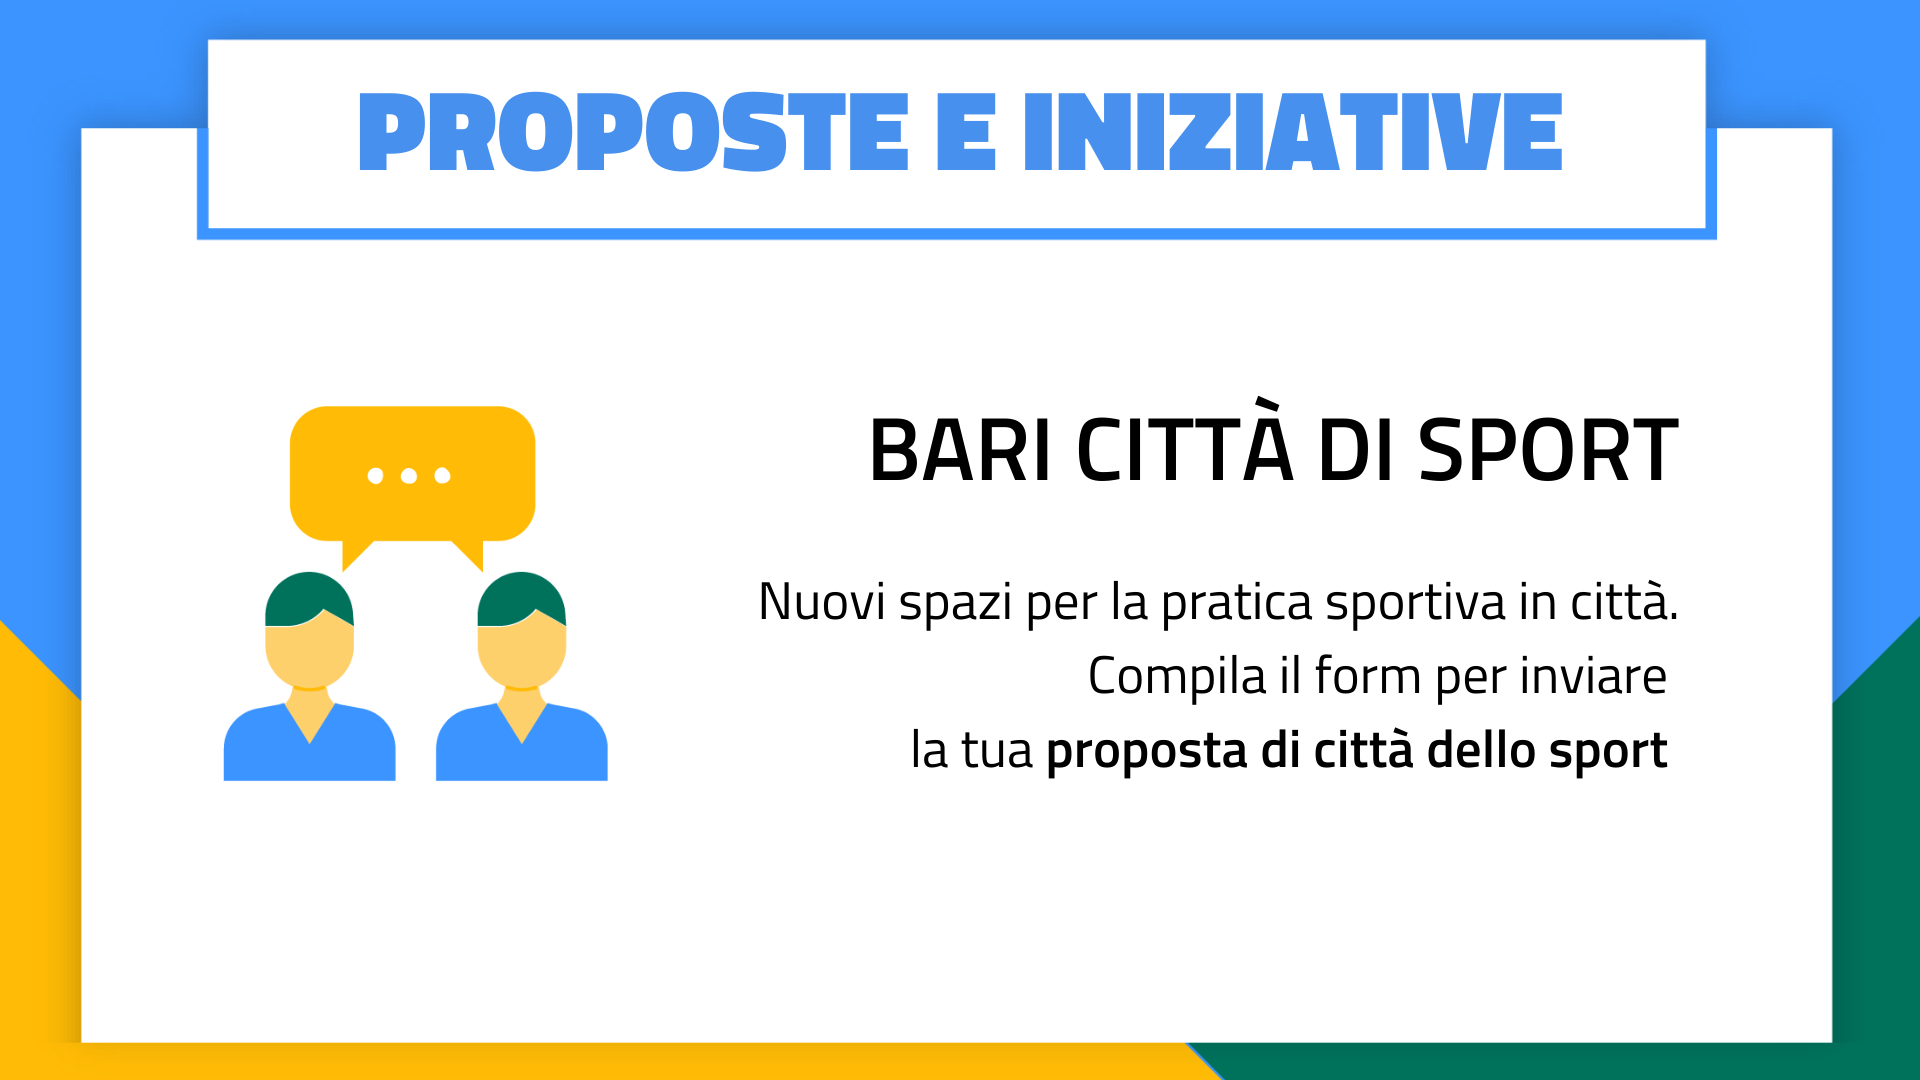 PROPOSTE E INIZIATIVE
BARI CITTÀ DI SPORT
Nuovi spazi per la pratica sportiva in città.
Compila il form per inviare
la tua proposta di città dello sport